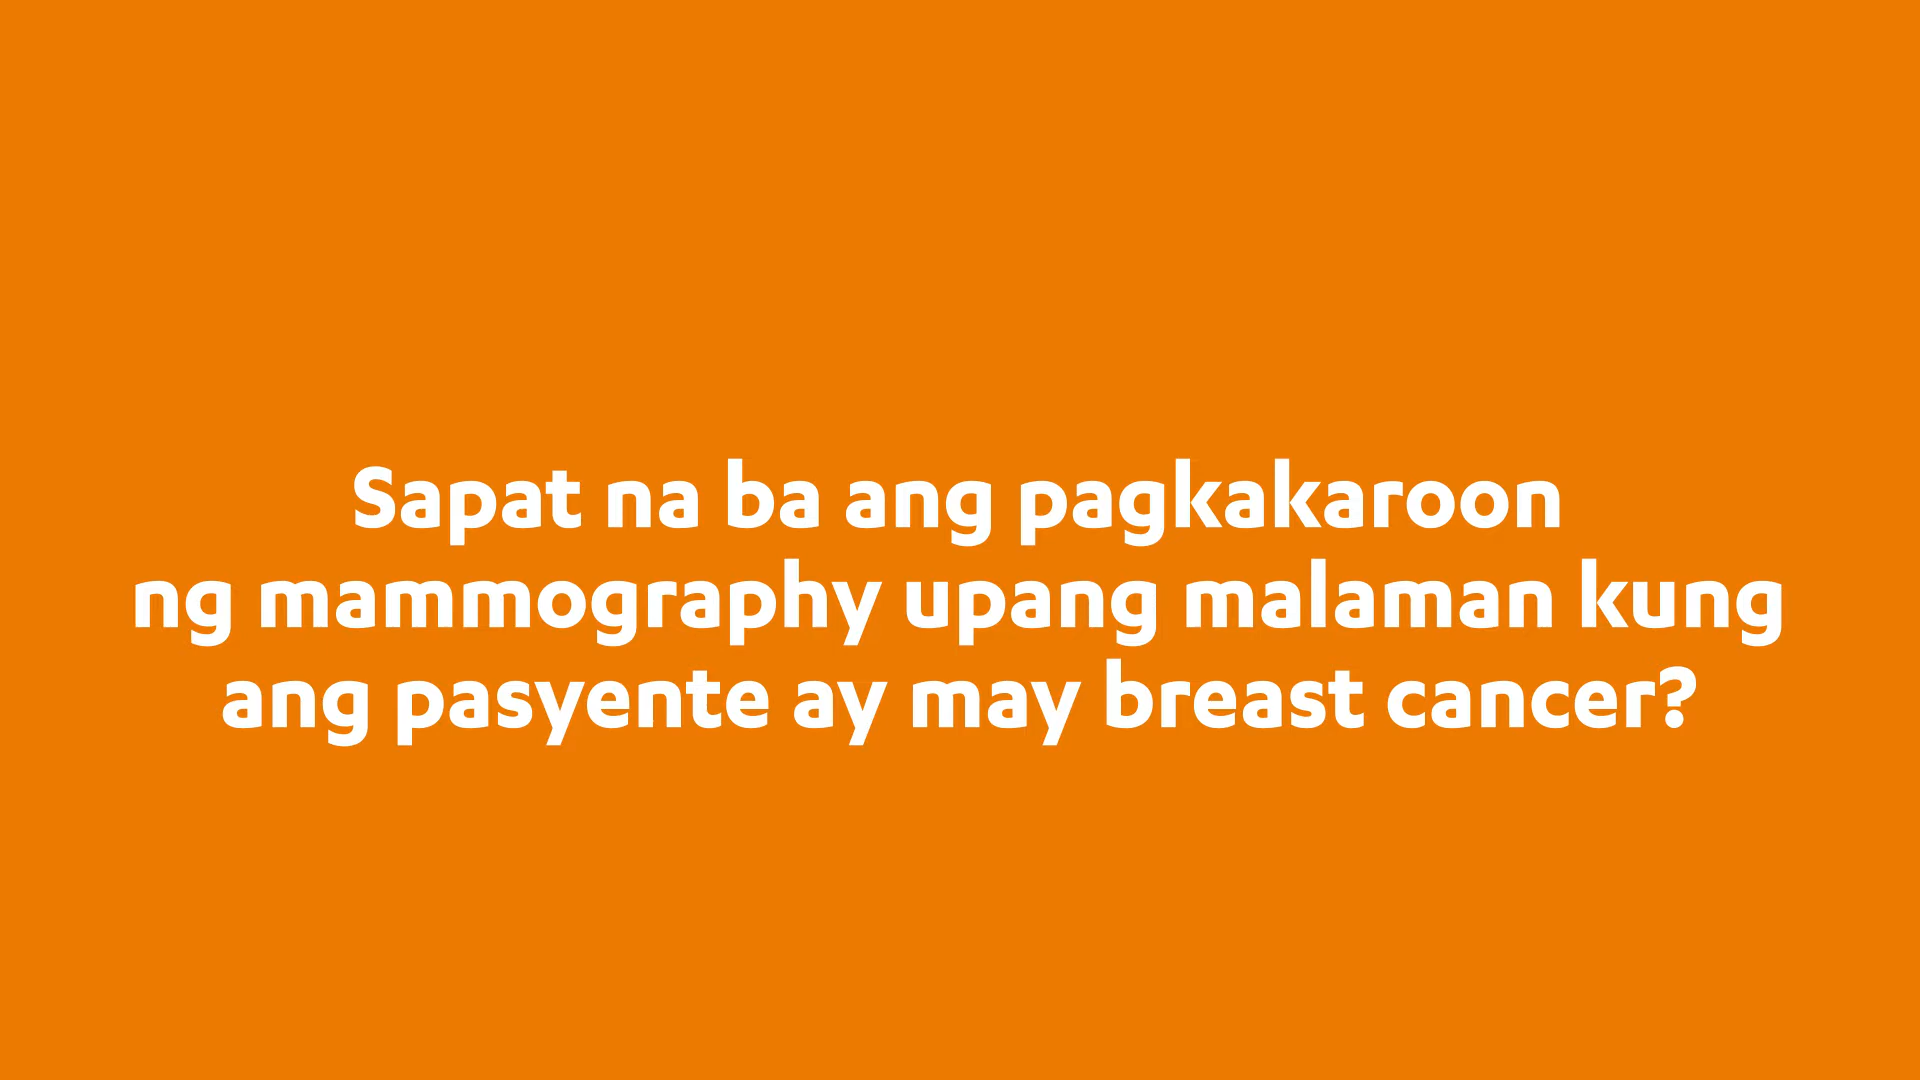 Sapat na ba ang pagkakaroon
ng mammography upang malaman kung
ang pasyente ay may breast cancer?